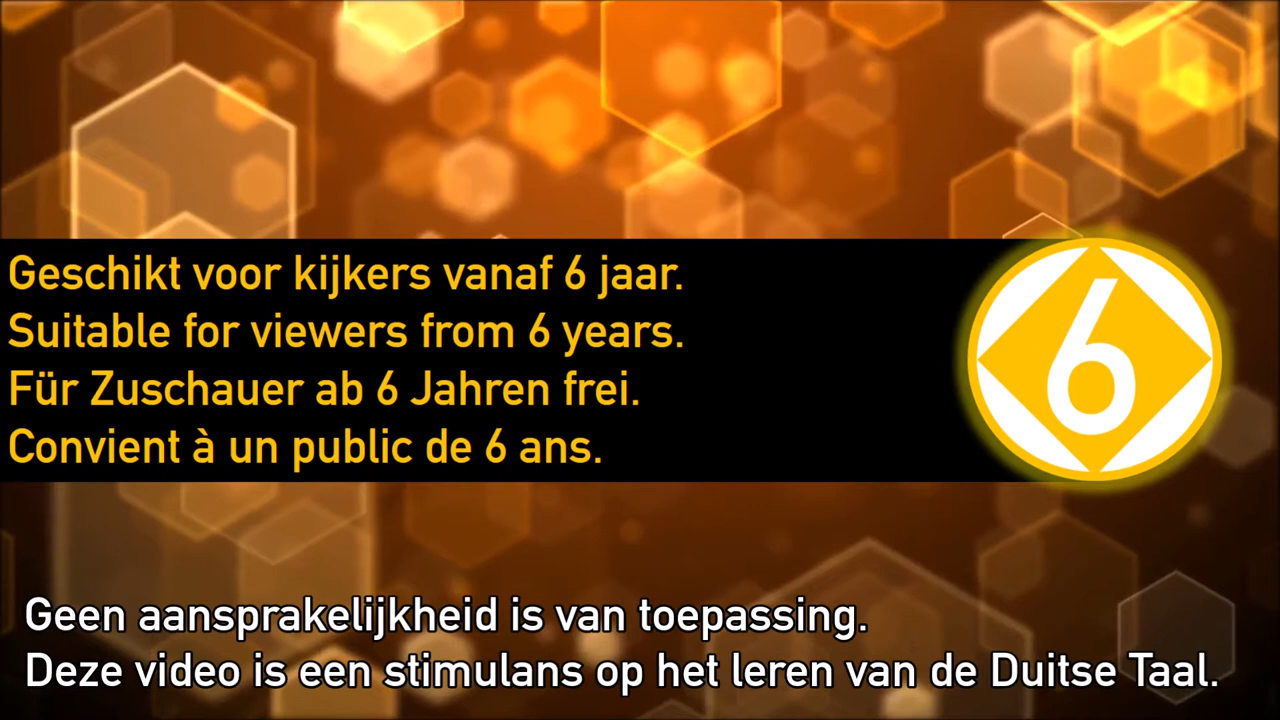 Geschikt voor kijkers vanaf 6 jaar.
Suitable for viewers from 6 years.
Für Zuschauer ab 6 Jahren frei.
Convient à un public de 6 ans.
6
Geen aansprakelijkheid is van toepassing.
Deze video is een stimulans op het leren van de Duitse Taal.